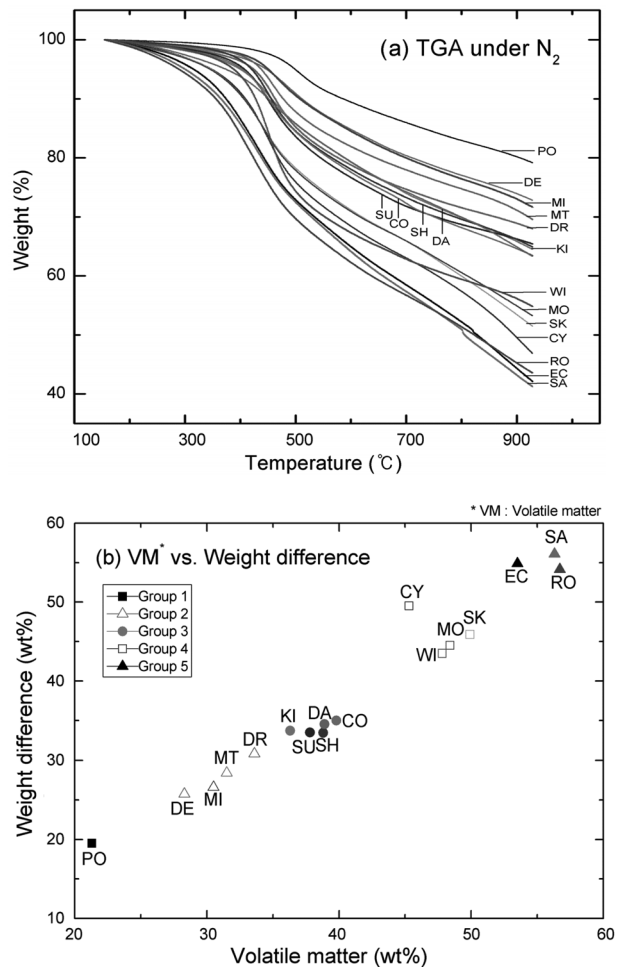 (a) TGA under N₂
100
80
60
40
Weight (%)
PO
DE
MI
MT
DR
KI
SU
CO
SH
DA
WI
MO
SK
CY
RO
EC
SA
100
300
500
700
900
Temperature (℃)
* VM : Volatile matter
(b) VM* vs. Weight difference
Group 1
Group 2
Group 3
Group 4
Group 5
60
50
40
30
20
10
Weight difference (wt%)
SA
EC
RO
CY
SK
MO
WI
KI
DA
CO
SU
SH
DR
MT
MI
DE
PO
20
30
40
50
60
Volatile matter (wt%)